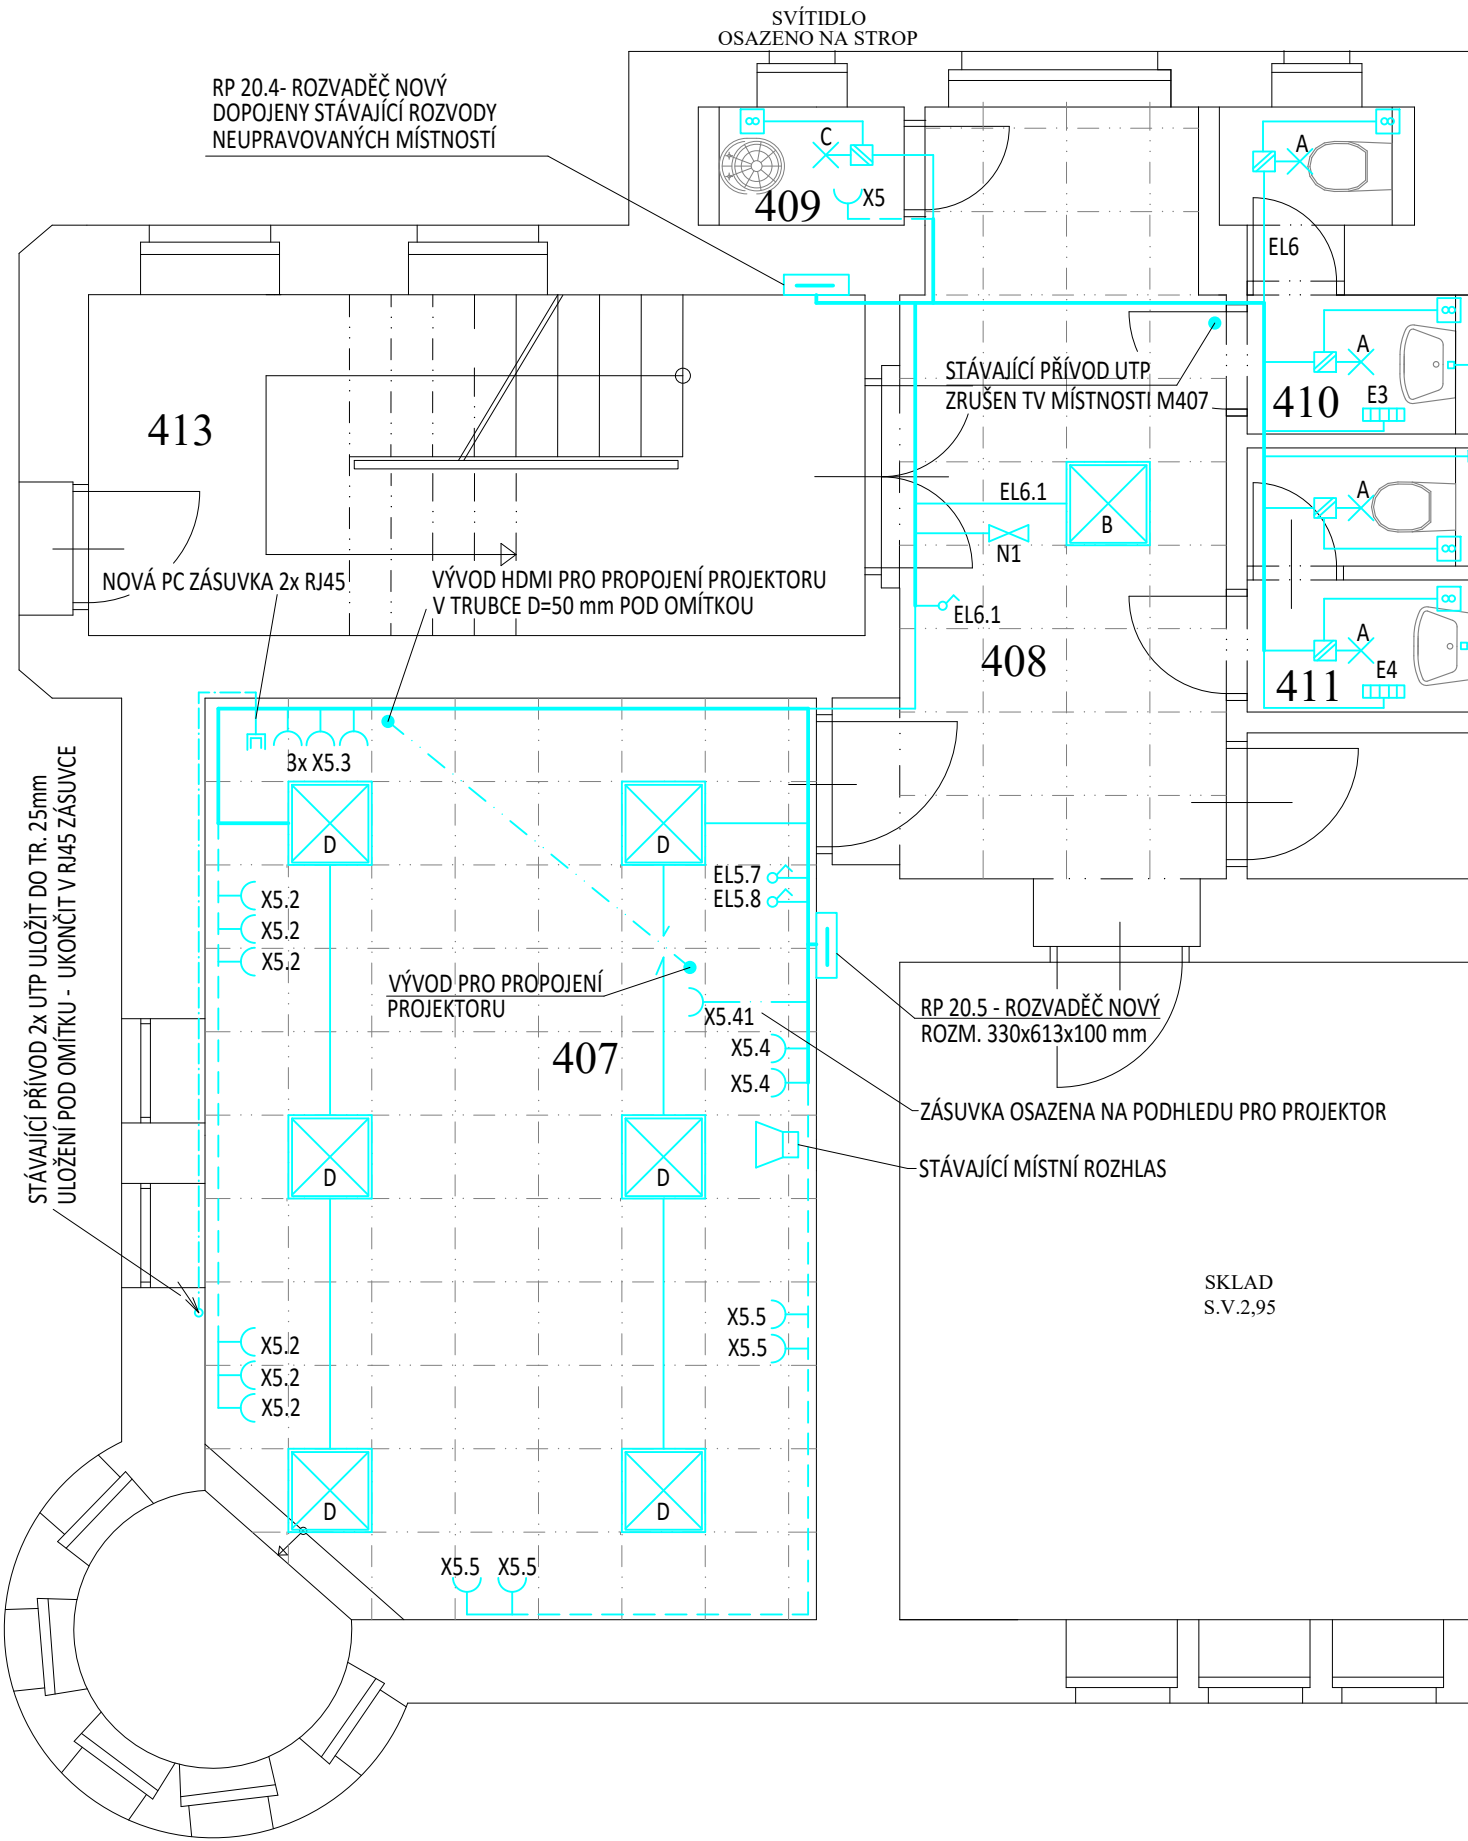 SVÍTIDLO
OSAZENO NA STROP
RP 20.4- ROZVADĚČ NOVÝ
DOPOJENY STÁVAJÍCÍ ROZVODY
NEUPRAVOVANÝCH MÍSTNOSTÍ
C
X5
409
A
EL6
A
E3
410
STÁVAJÍCÍ PŘÍVOD UTP
ZRUŠEN TV MÍSTNOSTI M407
413
EL6.1
B
N1
EL6.1
A
408
A
E4
411
NOVÁ PC ZÁSUVKA 2x RJ45
VÝVOD HDMI PRO PROPOJENÍ PROJEKTORU
V TRUBCE D=50 mm POD OMÍTKOU
3x X5.3
D
D
EL5.7
EL5.8
X5.2
X5.2
X5.2
STÁVAJÍCÍ PŘÍVOD 2x UTP ULOŽIT DO TR. 25mm
ULOŽENÍ POD OMÍTKU - UKONČIT V RJ45 ZÁSUVCE
VÝVOD PRO PROPOJENÍ
PROJEKTORU
X5.41
X5.4
X5.4
407
RP 20.5 - ROZVADĚČ NOVÝ
ROZM. 330x613x100 mm
ZÁSUVKA OSAZENA NA PODHLEDU PRO PROJEKTOR
STÁVAJÍCÍ MÍSTNÍ ROZHLAS
D
D
SKLAD
S.V.2,95
X5.5
X5.5
X5.2
X5.2
X5.2
D
D
X5.5
X5.5